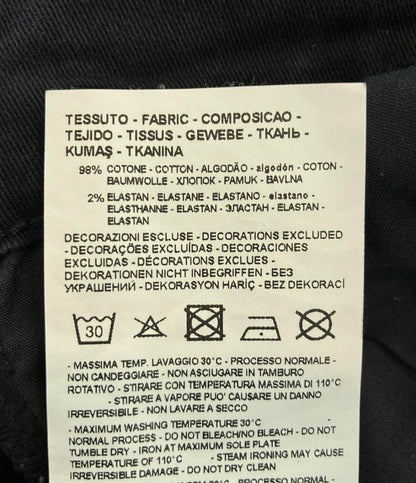 TESSUTO - FABRIC - COMPOSICAO -
TEJIDO - TISSUS - GEWEBE - ТКАНЬ -
KUMAŞ - TKANINA
98% COTONE - COTTON - ALGODÃO - algodón - COTON -
BAUMWOLLE - ХЛОПОК - PAMUK - BAVLNA
2% ELASTAN - ELASTANE - ELASTANO - elastano -
ELASTHANNE - ELASTAN - ЭЛАСТАН - ELASTAN -
ELASTAN
DECORAZIONI ESCLUSE - DECORATIONS EXCLUDED
- DECORAÇÕES EXCLUÍDAS - DECORACIONES
EXCLUIDAS - DÉCORATIONS EXCLUES -
DEKORATIONEN NICHT INBEGRIFFEN - БЕЗ
УКРАШЕНИЙ - DEKORASYON HARİÇ - BEZ DEKORACÍ
30
- MASSIMA TEMP. LAVAGGIO 30°C - PROCESSO NORMALE -
NON CANDEGGIARE - NON ASCIUGARE IN TAMBURO
ROTATIVO - STIRARE CON TEMPERATURA MASSIMA DI 110°C
- STIRARE A VAPORE PUO' CAUSARE UN DANNO
IRREVERSIBILE - NON LAVARE A SECCO
- MAXIMUM WASHING TEMPERATURE 30°C
NORMAL PROCESS - DO NOT BLEACH/NO BLEACH - DO NOT
TUMBLE DRY - IRON AT MAXIMUM SOLE PLATE
TEMPERATURE OF 110°C - STEAM IRONING MAY CAUSE
IRREVERSIBLE DAMAGE - DO NOT DRY CLEAN